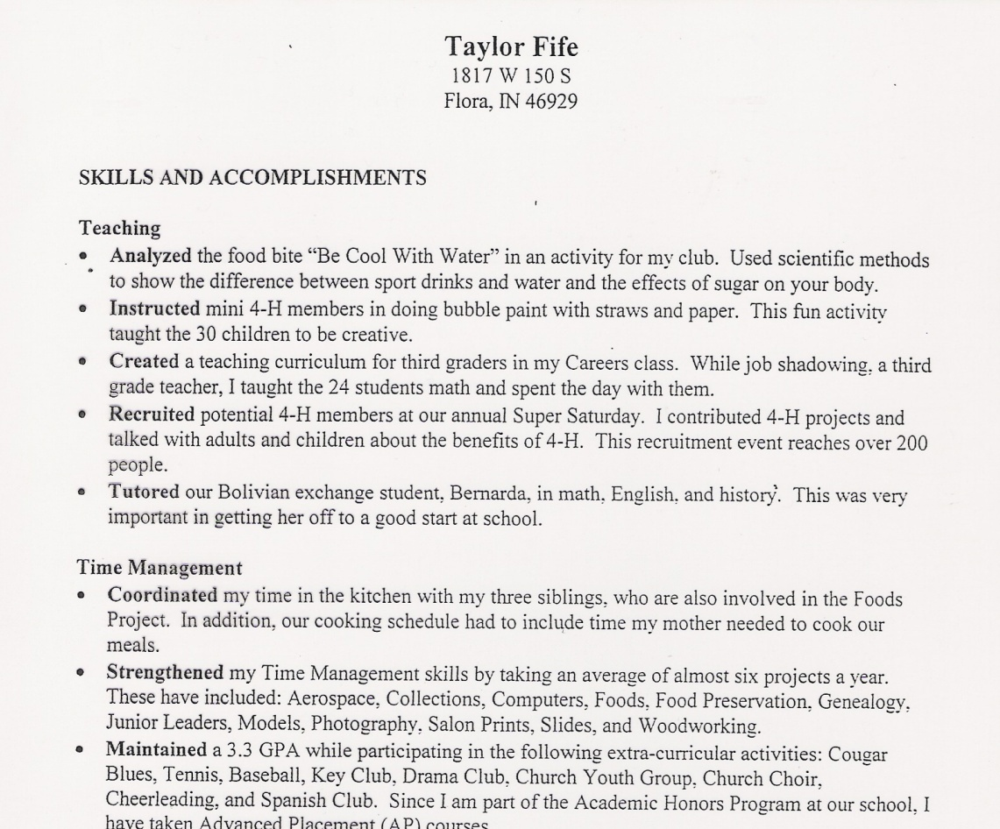 Taylor Fife
1817 W 150 S
Flora, IN 46929
SKILLS AND ACCOMPLISHMENTS
Teaching
• Analyzed the food bite “Be Cool With Water” in an activity for my club.  Used scientific methods
to show the difference between sport drinks and water and the effects of sugar on your body.
• Instructed mini 4-H members in doing bubble paint with straws and paper.  This fun activity
taught the 30 children to be creative.
• Created a teaching curriculum for third graders in my Careers class.  While job shadowing, a third
grade teacher, I taught the 24 students math and spent the day with them.
• Recruited potential 4-H members at our annual Super Saturday.  I contributed 4-H projects and
talked with adults and children about the benefits of 4-H.  This recruitment event reaches over 200
people.
• Tutored our Bolivian exchange student, Bernarda, in math, English, and history.  This was very
important in getting her off to a good start at school.
Time Management
• Coordinated my time in the kitchen with my three siblings, who are also involved in the Foods
Project.  In addition, our cooking schedule had to include time my mother needed to cook our
meals.
• Strengthened my Time Management skills by taking an average of almost six projects a year.
These have included: Aerospace, Collections, Computers, Foods, Food Preservation, Genealogy,
Junior Leaders, Models, Photography, Salon Prints, Slides, and Woodworking.
• Maintained a 3.3 GPA while participating in the following extra-curricular activities: Cougar
Blues, Tennis, Baseball, Key Club, Drama Club, Church Youth Group, Church Choir,
Cheerleading, and Spanish Club.  Since I am part of the Academic Honors Program at our school, I
have taken Advanced Placement (AP) courses.